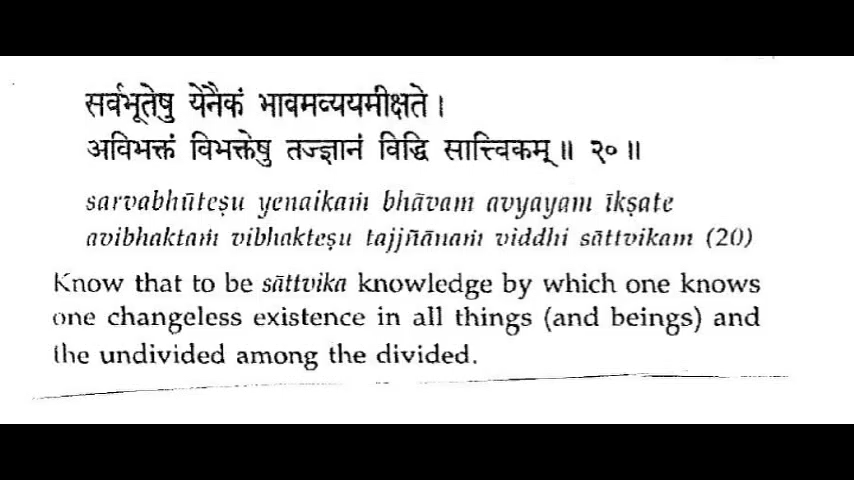 सर्वभूतेषु येनैकं भावमव्ययमीक्षते ।
अविभक्तं विभक्तेषु तज्ज्ञानं विद्धि सात्त्विकम् ॥ २० ॥
sarvabhūteṣu yenaikaṁ bhāvam avyayam īkṣate
avibhaktaṁ vibhakteṣu tajjñānaṁ viddhi sāttvikam (20)
Know that to be sāttvika knowledge by which one knows
one changeless existence in all things (and beings) and
the undivided among the divided.